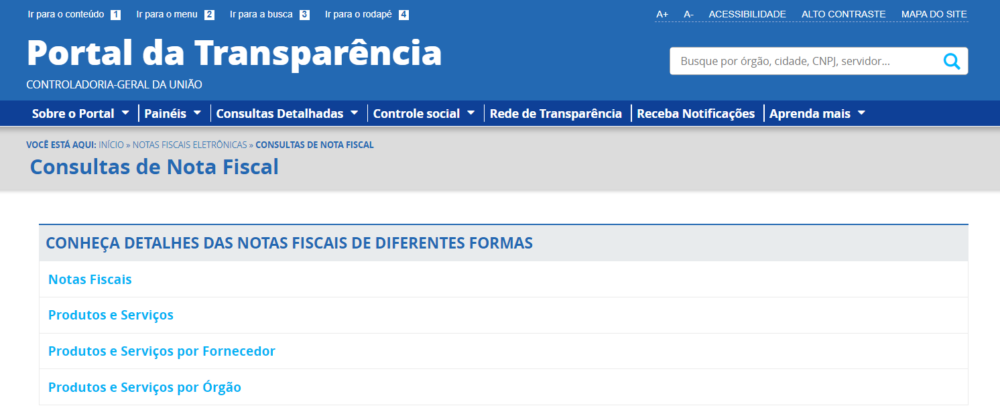 Ir para o conteúdo 1 Ir para o menu 2 Ir para a busca 3 Ir para o rodapé 4 A+ A- ACESSIBILIDADE ALTO CONTRASTE MAPA DO SITE
Portal da Transparência
Busque por órgão, cidade, CNPJ, servidor...
CONTROLADORIA-GERAL DA UNIÃO
Sobre o Portal Painéis Consultas Detalhadas Controle social Rede de Transparência Receba Notificações Aprenda mais
VOCÊ ESTÁ AQUI: INÍCIO » NOTAS FISCAIS ELETRÔNICAS » CONSULTAS DE NOTA FISCAL
Consultas de Nota Fiscal
CONHEÇA DETALHES DAS NOTAS FISCAIS DE DIFERENTES FORMAS
Notas Fiscais
Produtos e Serviços
Produtos e Serviços por Fornecedor
Produtos e Serviços por Órgão